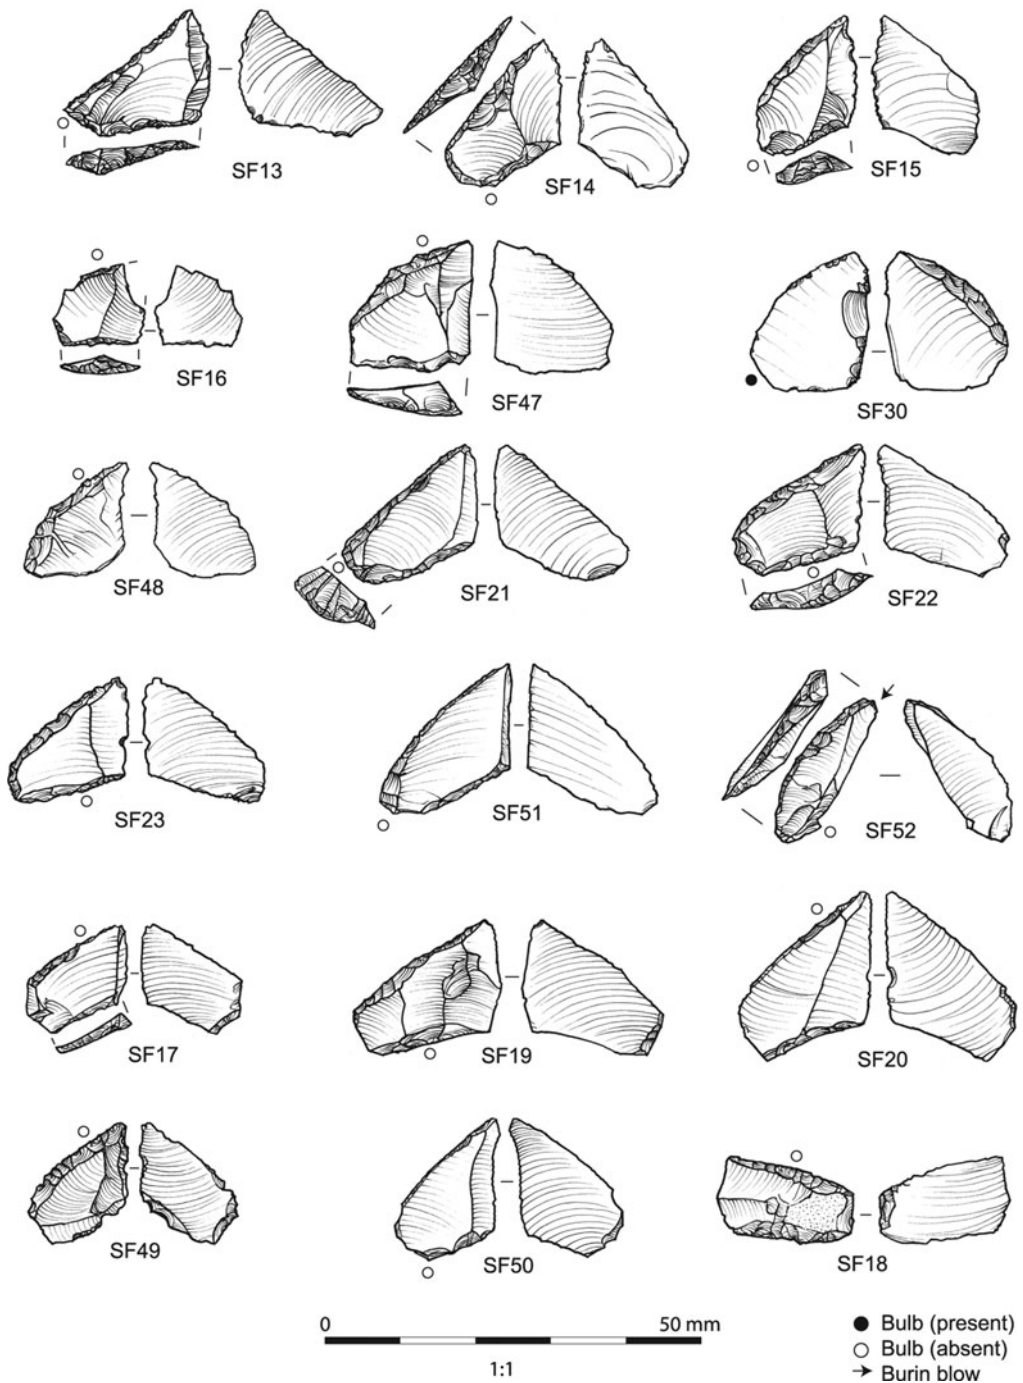 SF13
SF14
SF15
SF16
SF47
SF30
SF48
SF21
SF22
SF23
SF51
SF52
SF17
SF19
SF20
SF49
SF50
SF18
0 50 mm
1:1
Bulb (present)
Bulb (absent)
Burin blow